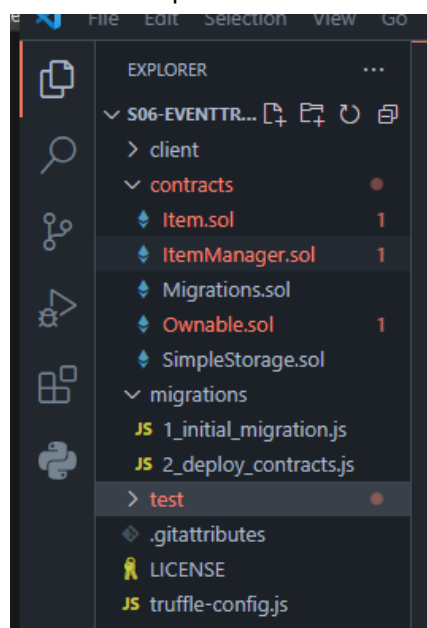 File Edit Selection View Go
EXPLORER ...
S06-EVENTTR...
client
contracts
Item.sol 1
ItemManager.sol 1
Migrations.sol
Ownable.sol 1
SimpleStorage.sol
migrations
JS 1_initial_migration.js
JS 2_deploy_contracts.js
test
.gitattributes
LICENSE
JS truffle-config.js